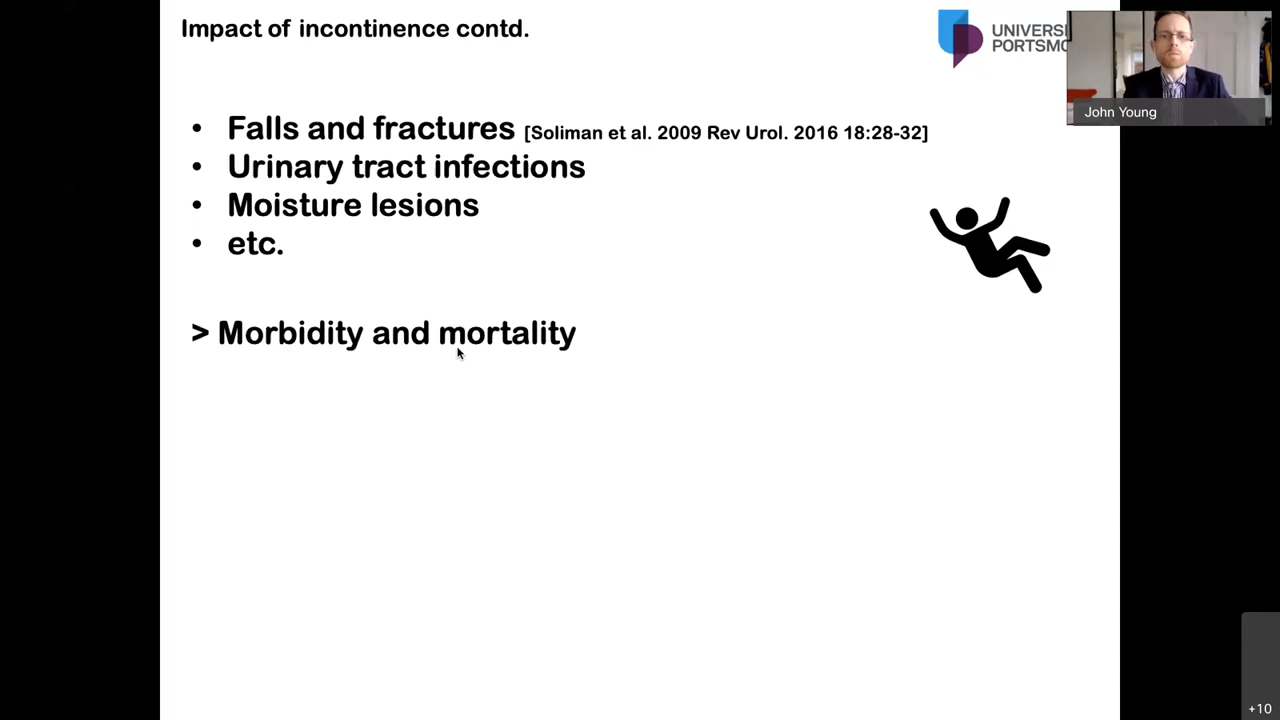 Impact of incontinence contd.
UNIVERSI
PORTSMO
John Young
• Falls and fractures [Soliman et al. 2009 Rev Urol. 2016 18:28-32]
• Urinary tract infections
• Moisture lesions
• etc.
> Morbidity and mortality
+10